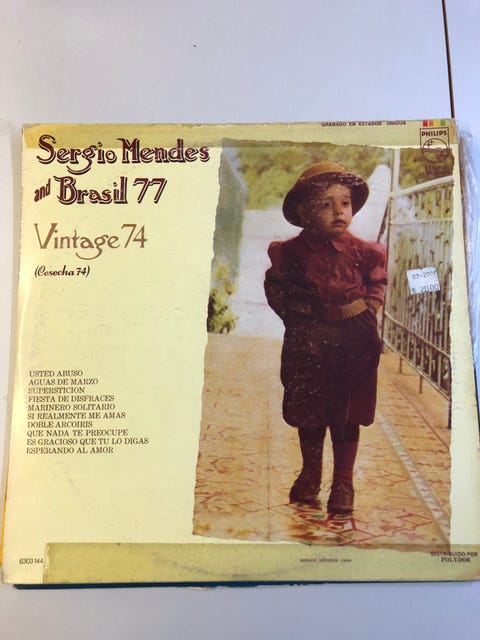 GRABADO EN ESTADOS UNIDOS
PHILIPS
Sergio Mendes
and Brasil 77
Vintage 74
(Cosecha 74)
$ 20.00
USTED ABUSO
AGUAS DE MARZO
SUPERSTICION
FIESTA DE DISFRACES
MARINERO SOLITARIO
SI REALMENTE ME AMAS
DOBLE ARCOIRIS
QUE NADA TE PREOCUPE
ES GRACIOSO QUE TU LO DIGAS
ESPERANDO AL AMOR
6303 144
SERGIO MENDES 1944
DISTRIBUIDO POR
POLYDOR